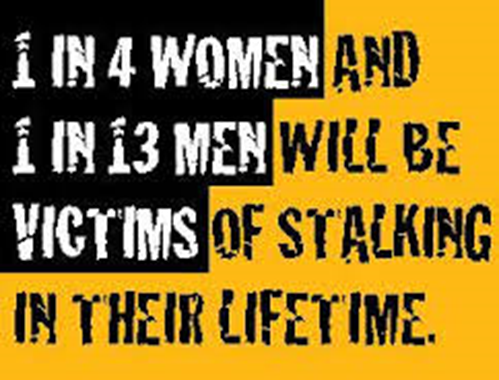 1 IN 4 WOMEN AND
1 IN 13 MEN WILL BE
VICTIMS OF STALKING
IN THEIR LIFETIME.